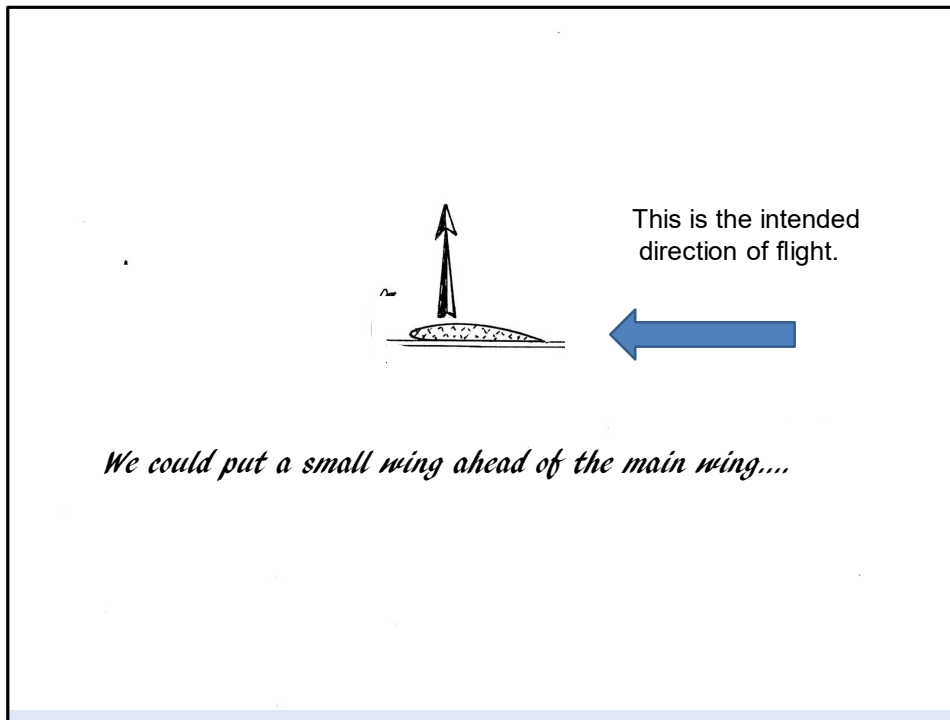 This is the intended
direction of flight.
We could put a small wing ahead of the main wing....